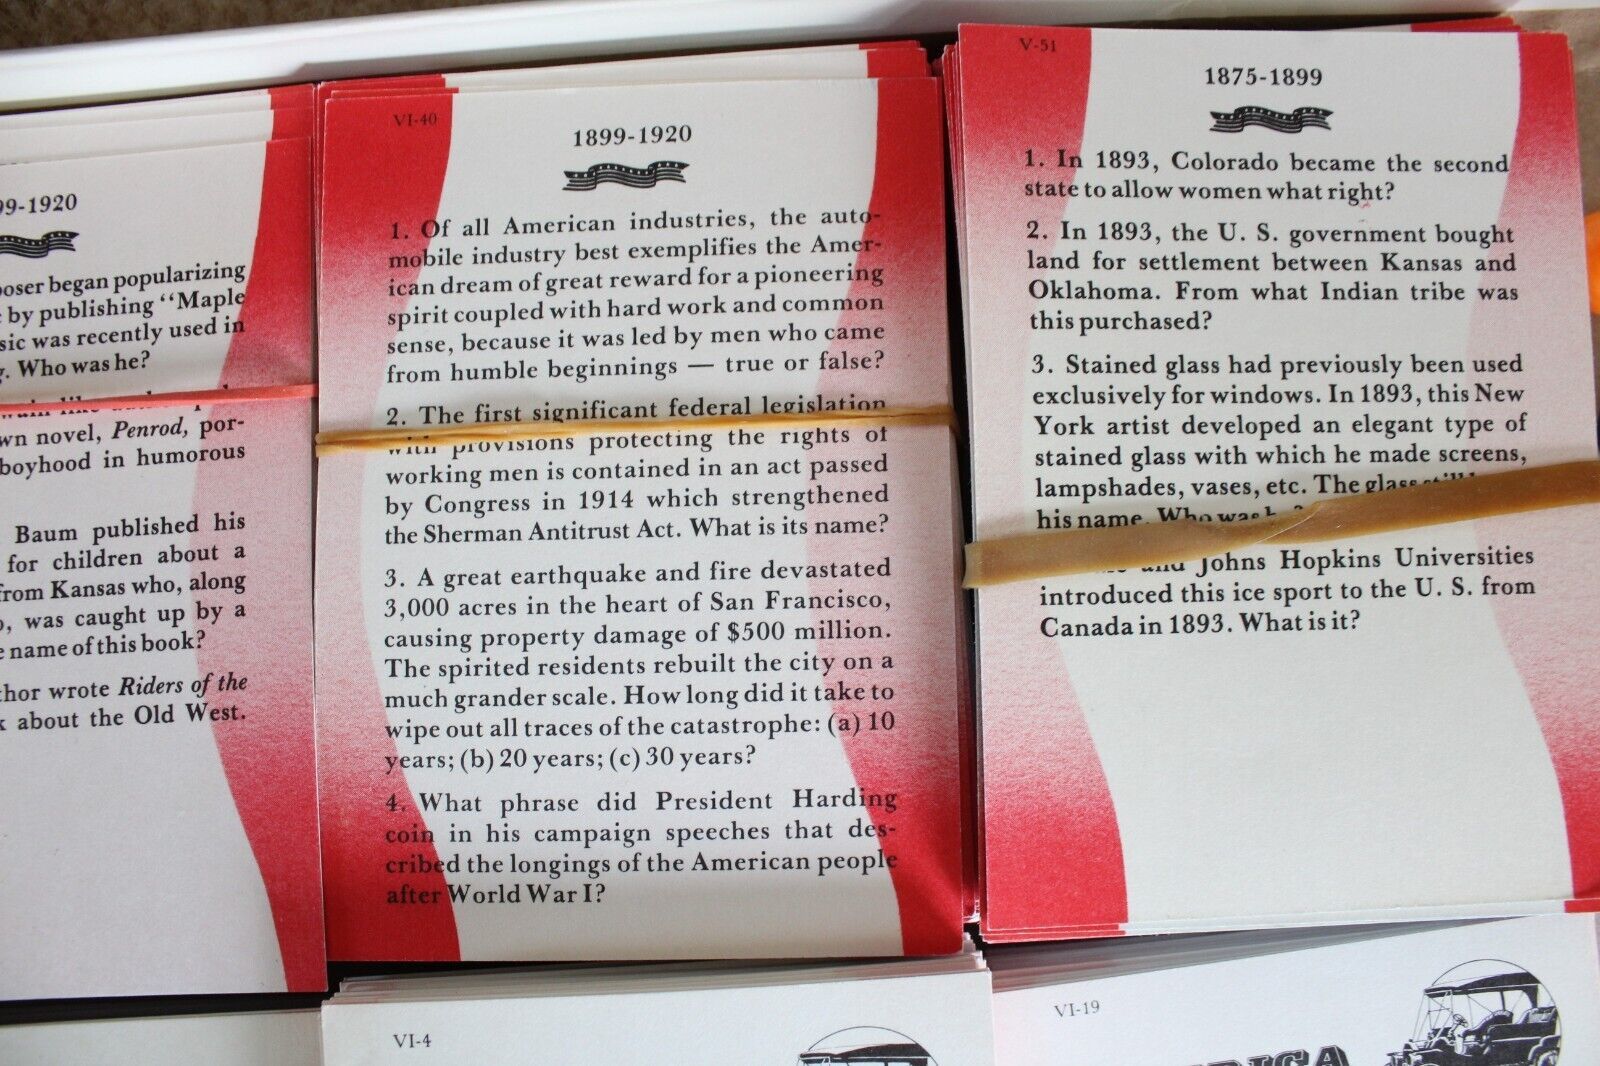 99-1920
oser began popularizing
by publishing "Maple
sic was recently used in
. Who was he?
wn novel, Penrod, por-
boyhood in humorous
Baum published his
for children about a
from Kansas who, along
, was caught up by a
name of this book?
hor wrote Riders of the
k about the Old West.
VI-40
1899-1920
1. Of all American industries, the auto-
mobile industry best exemplifies the Amer-
ican dream of great reward for a pioneering
spirit coupled with hard work and common
sense, because it was led by men who came
from humble beginnings — true or false?
2. The first significant federal legislation
with provisions protecting the rights of
working men is contained in an act passed
by Congress in 1914 which strengthened
the Sherman Antitrust Act. What is its name?
3. A great earthquake and fire devastated
3,000 acres in the heart of San Francisco,
causing property damage of $500 million.
The spirited residents rebuilt the city on a
much grander scale. How long did it take to
wipe out all traces of the catastrophe: (a) 10
years; (b) 20 years; (c) 30 years?
4. What phrase did President Harding
coin in his campaign speeches that des-
cribed the longings of the American people
after World War I?
V-51
1875-1899
1. In 1893, Colorado became the second
state to allow women what right?
2. In 1893, the U. S. government bought
land for settlement between Kansas and
Oklahoma. From what Indian tribe was
this purchased?
3. Stained glass had previously been used
exclusively for windows. In 1893, this New
York artist developed an elegant type of
stained glass with which he made screens,
lampshades, vases, etc. The glass
his name. Who was he?
and Johns Hopkins Universities
introduced this ice sport to the U. S. from
Canada in 1893. What is it?
VI-4
VI-19